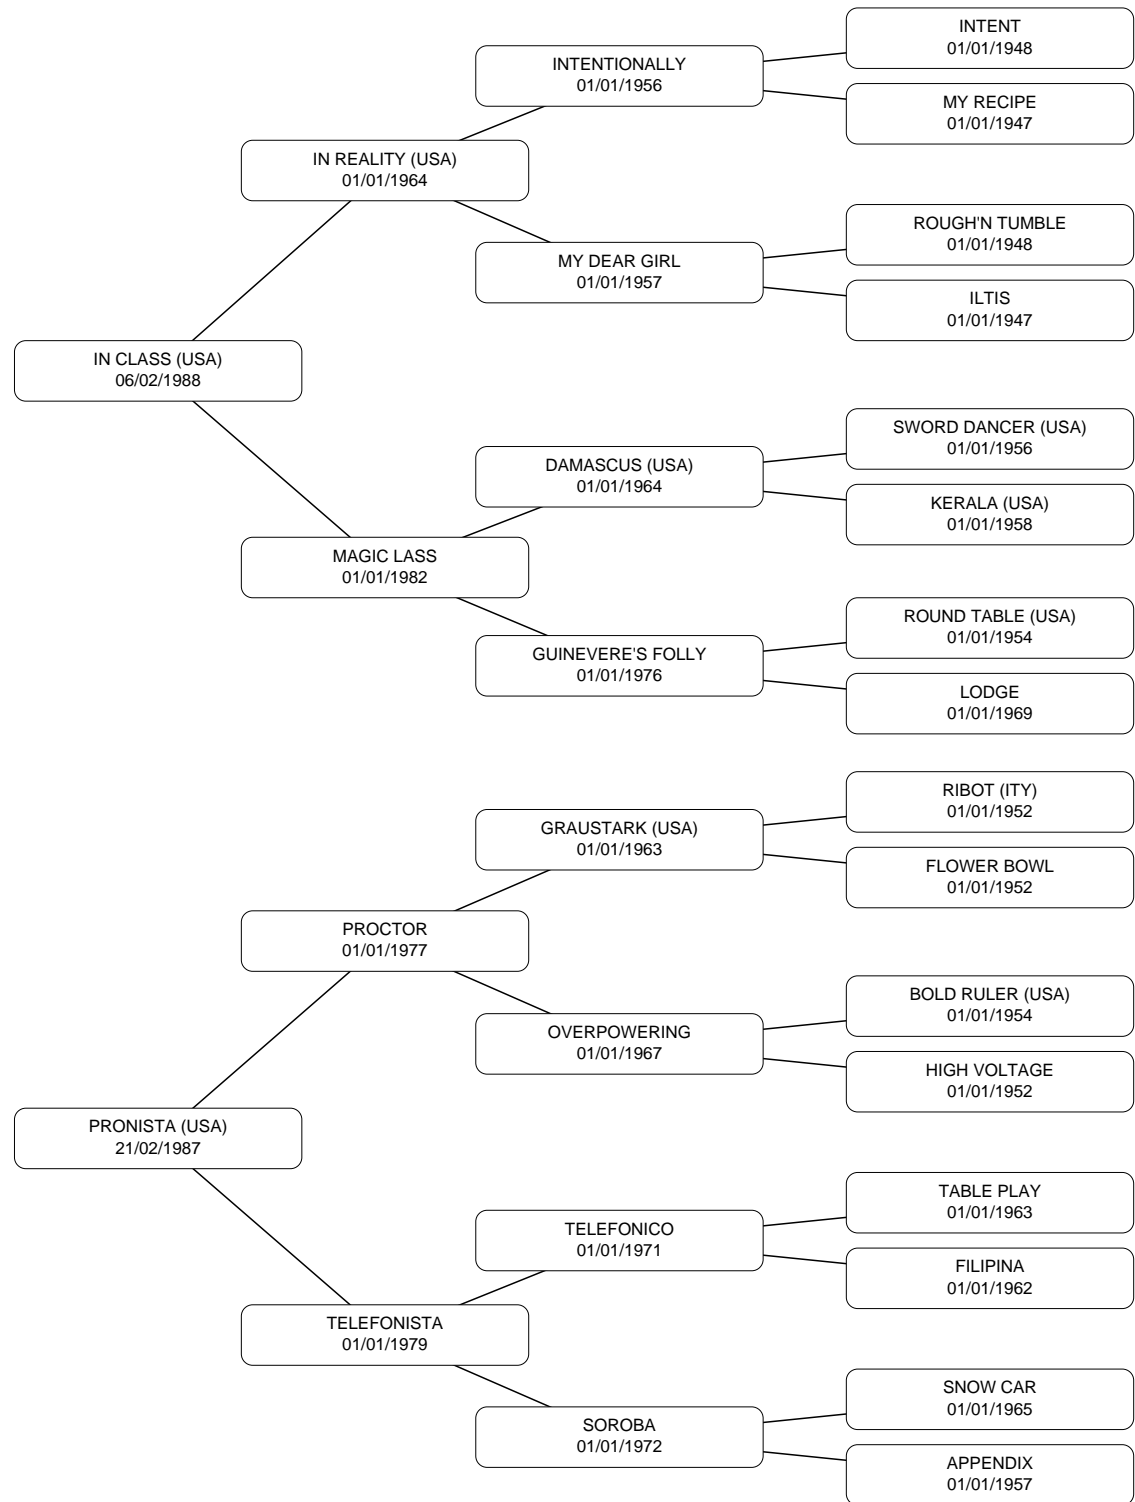 INTENT
01/01/1948
INTENTIONALLY
01/01/1956
MY RECIPE
01/01/1947
IN REALITY (USA)
01/01/1964
ROUGH'N TUMBLE
01/01/1948
MY DEAR GIRL
01/01/1957
ILTIS
01/01/1947
IN CLASS (USA)
06/02/1988
SWORD DANCER (USA)
01/01/1956
DAMASCUS (USA)
01/01/1964
KERALA (USA)
01/01/1958
MAGIC LASS
01/01/1982
ROUND TABLE (USA)
01/01/1954
GUINEVERE'S FOLLY
01/01/1976
LODGE
01/01/1969
RIBOT (ITY)
01/01/1952
GRAUSTARK (USA)
01/01/1963
FLOWER BOWL
01/01/1952
PROCTOR
01/01/1977
BOLD RULER (USA)
01/01/1954
OVERPOWERING
01/01/1967
HIGH VOLTAGE
01/01/1952
PRONISTA (USA)
21/02/1987
TABLE PLAY
01/01/1963
TELEFONICO
01/01/1971
FILIPINA
01/01/1962
TELEFONISTA
01/01/1979
SNOW CAR
01/01/1965
SOROBA
01/01/1972
APPENDIX
01/01/1957